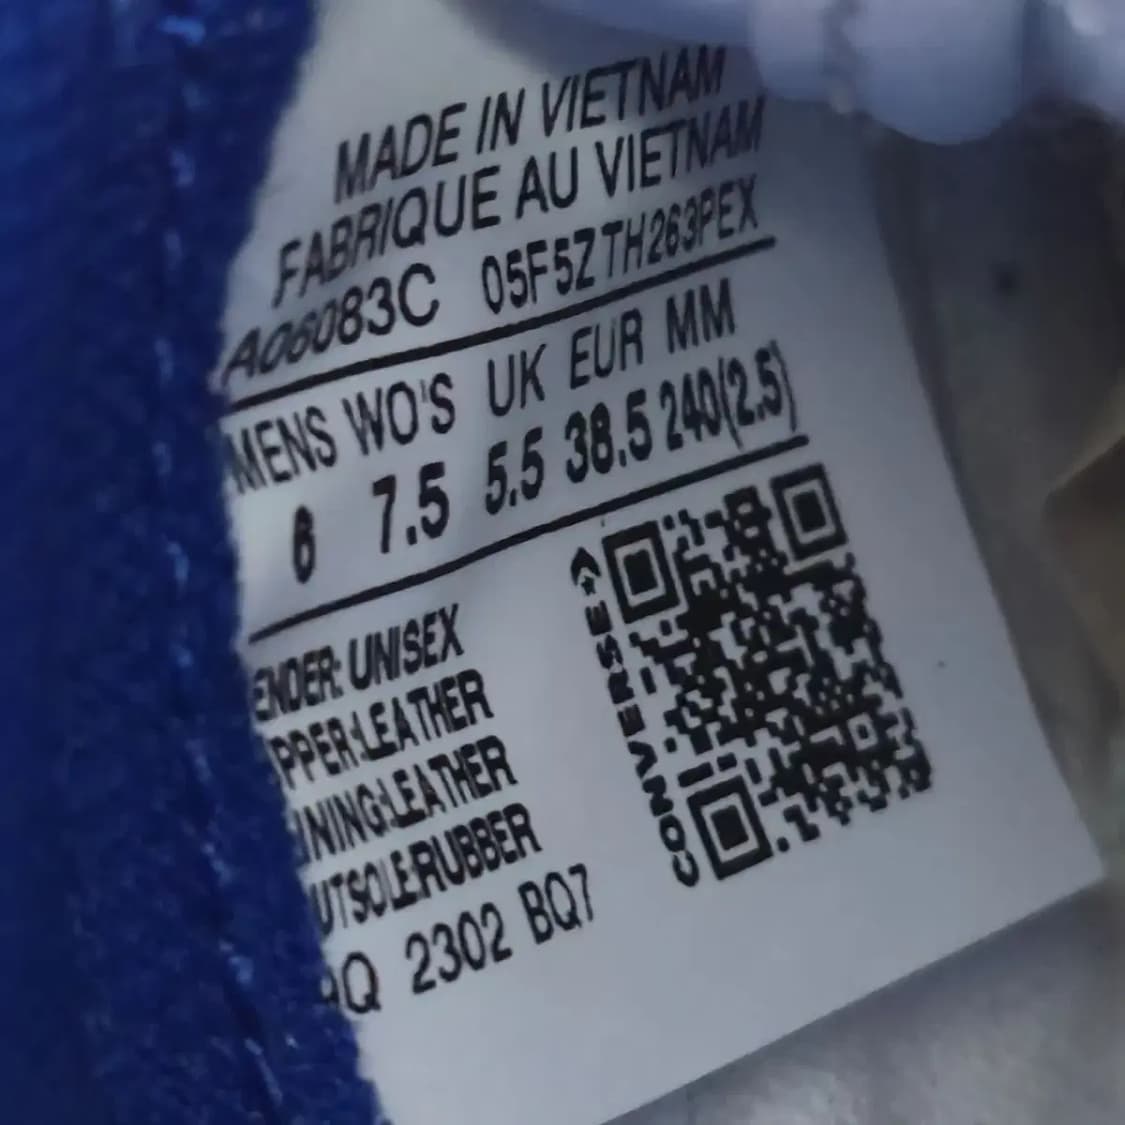 MADE IN VIETNAM
FABRIQUE AU VIETNAM
A06083C 05F5ZTH263PEX
MENS WO'S UK EUR MM
6 7.5 5.5 38.5 240(2.5)
ENDER: UNISEX
PPER:LEATHER
INING:LEATHER
UTSOLE:RUBBER
Q 2302 BQ7
CONVERSE